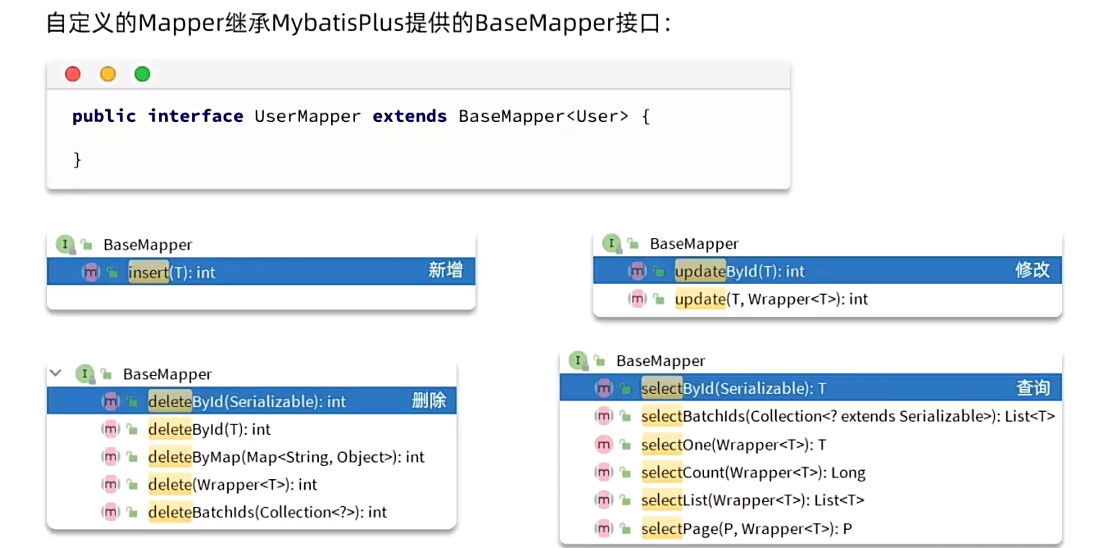 自定义的Mapper继承MybatisPlus提供的BaseMapper接口：
public interface UserMapper extends BaseMapper<User> {
}
BaseMapper
insert(T): int 新增
BaseMapper
updateById(T): int 修改
update(T, Wrapper<T>): int
BaseMapper
deleteById(Serializable): int 删除
deleteById(T): int
deleteByMap(Map<String, Object>): int
delete(Wrapper<T>): int
deleteBatchIds(Collection<?>): int
BaseMapper
selectById(Serializable): T 查询
selectBatchIds(Collection<? extends Serializable>): List<T>
selectOne(Wrapper<T>): T
selectCount(Wrapper<T>): Long
selectList(Wrapper<T>): List<T>
selectPage(P, Wrapper<T>): P